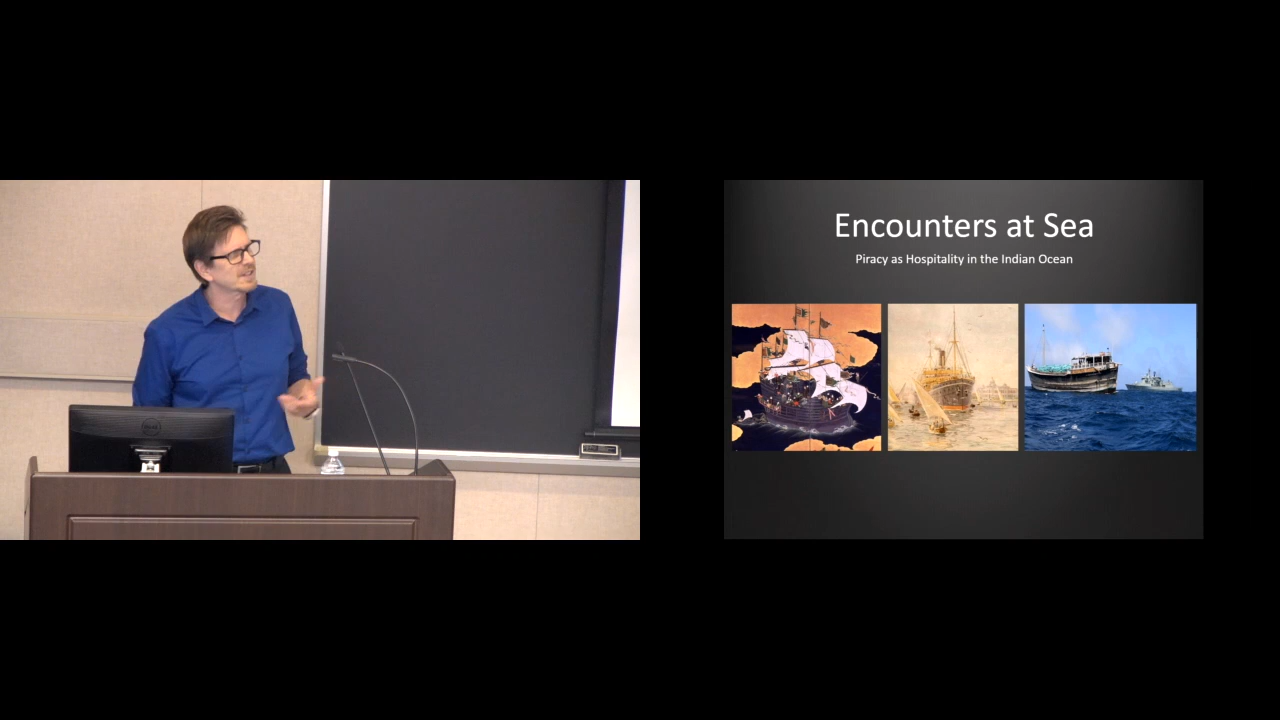 Encounters at Sea
Piracy as Hospitality in the Indian Ocean